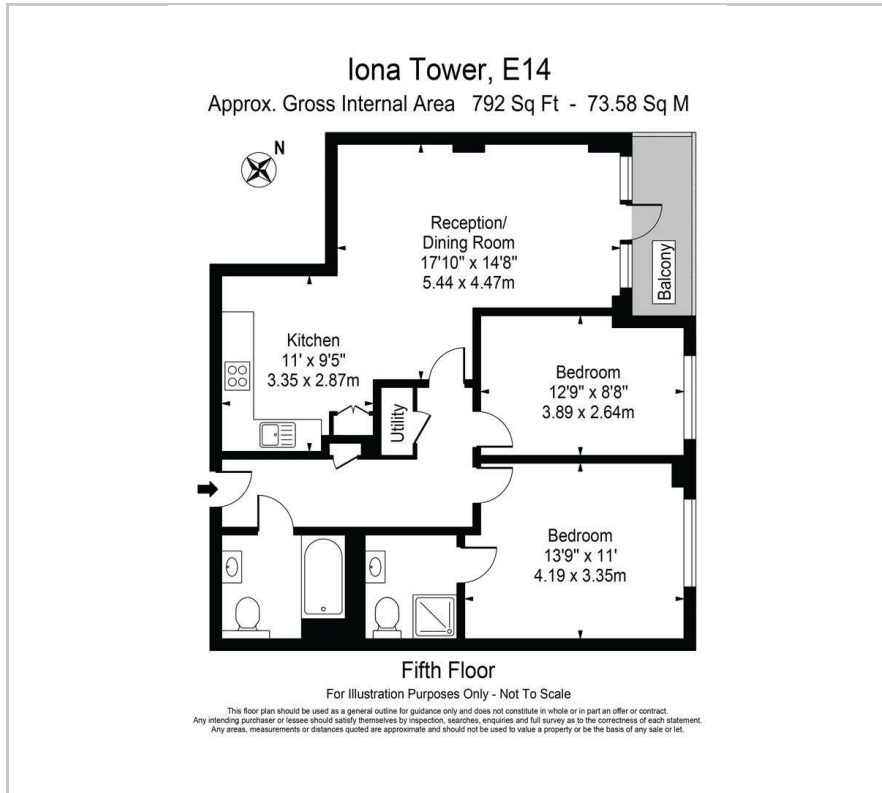 Iona Tower, E14
Approx. Gross Internal Area 792 Sq Ft - 73.58 Sq M
N
Reception/
Dining Room
17'10" x 14'8"
5.44 x 4.47m
Balcony
Kitchen
11' x 9'5"
3.35 x 2.87m
Bedroom
12'9" x 8'8"
3.89 x 2.64m
Utility
Bedroom
13'9" x 11'
4.19 x 3.35m
Fifth Floor
For Illustration Purposes Only - Not To Scale
This floor plan should be used as a general outline for guidance only and does not constitute in whole or in part an offer or contract.
Any intending purchaser or lessee should satisfy themselves by inspection, searches, enquiries and full survey as to the correctness of each statement.
Any areas, measurements or distances quoted are approximate and should not be used to value a property or be the basis of any sale or let.